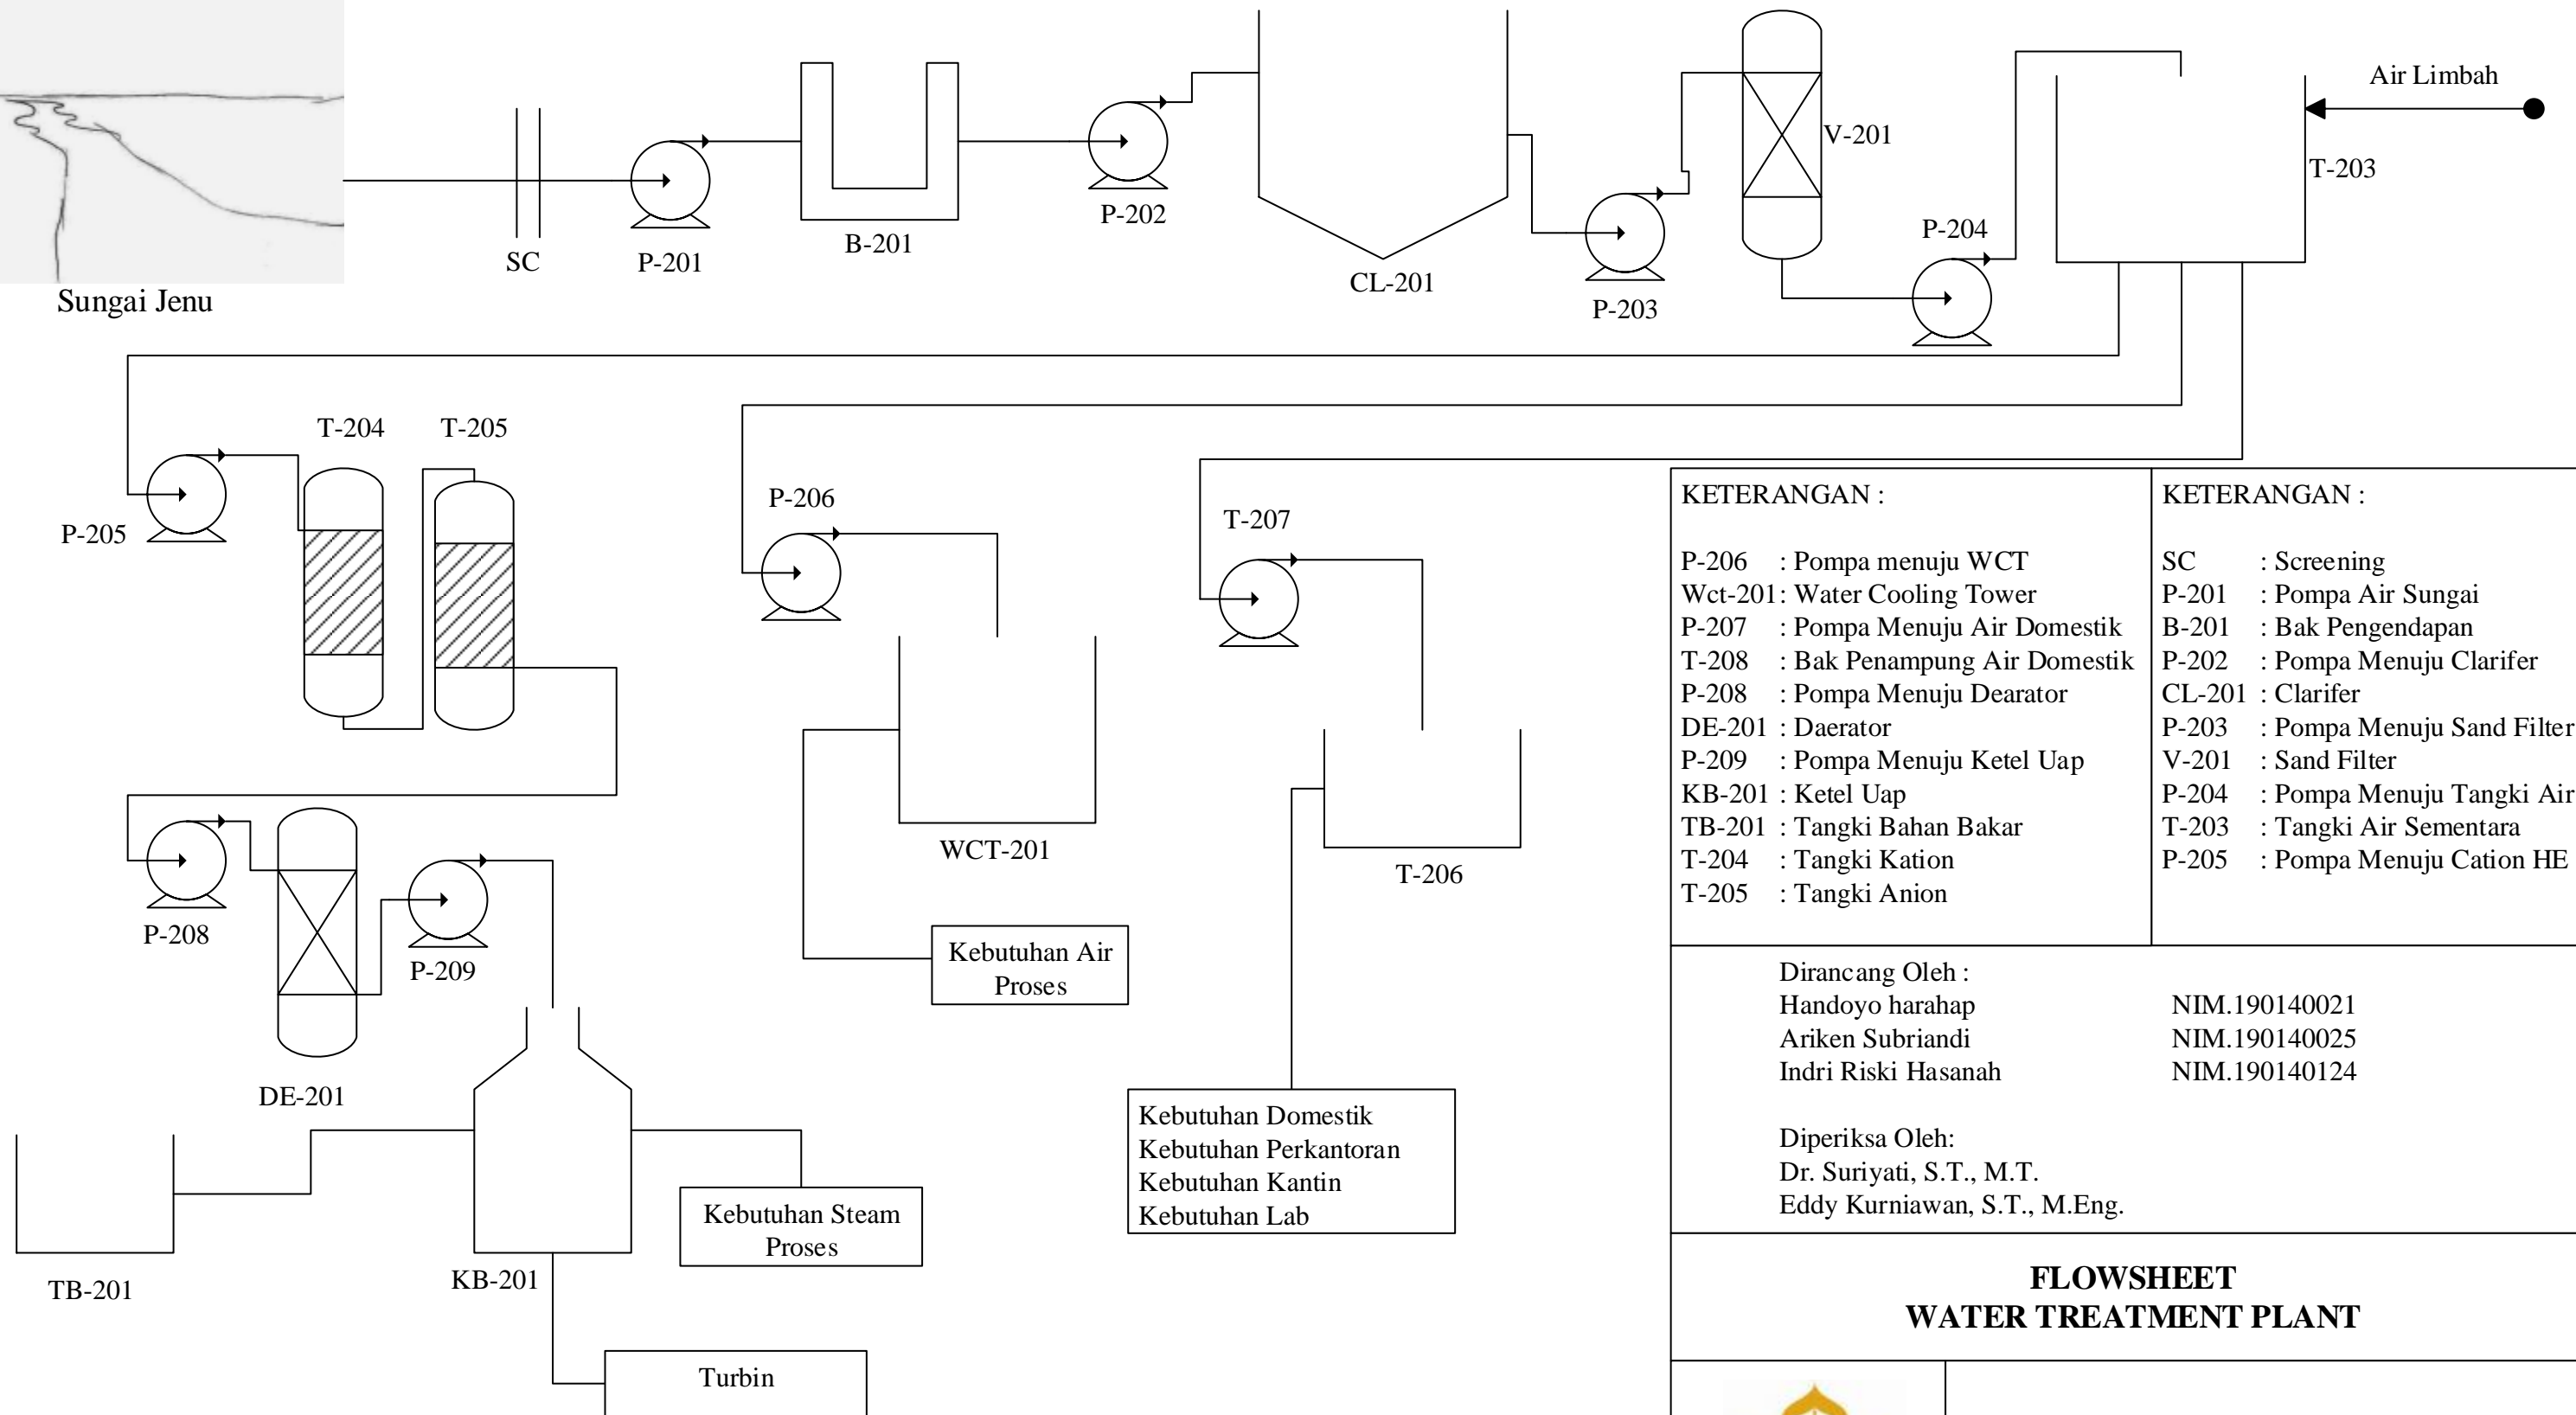 Air Limbah
V-201
T-203
P-202
P-204
B-201
SC
P-201
CL-201
Sungai Jenu
P-203
T-204
T-205
P-206
T-207
P-205
WCT-201
T-206
P-208
P-209
Kebutuhan Air
Proses
DE-201
Kebutuhan Domestik
Kebutuhan Perkantoran
Kebutuhan Kantin
Kebutuhan Lab
Kebutuhan Steam
Proses
TB-201
KB-201
Turbin
KETERANGAN :
P-206 : Pompa menuju WCT
Wct-201: Water Cooling Tower
P-207 : Pompa Menuju Air Domestik
T-208 : Bak Penampung Air Domestik
P-208 : Pompa Menuju Dearator
DE-201 : Daerator
P-209 : Pompa Menuju Ketel Uap
KB-201 : Ketel Uap
TB-201 : Tangki Bahan Bakar
T-204 : Tangki Kation
T-205 : Tangki Anion
KETERANGAN :
SC : Screening
P-201 : Pompa Air Sungai
B-201 : Bak Pengendapan
P-202 : Pompa Menuju Clarifer
CL-201 : Clarifer
P-203 : Pompa Menuju Sand Filter
V-201 : Sand Filter
P-204 : Pompa Menuju Tangki Air
T-203 : Tangki Air Sementara
P-205 : Pompa Menuju Cation HE
Dirancang Oleh :
Handoyo harahap NIM.190140021
Ariken Subriandi NIM.190140025
Indri Riski Hasanah NIM.190140124
Diperiksa Oleh:
Dr. Suriyati, S.T., M.T.
Eddy Kurniawan, S.T., M.Eng.
FLOWSHEET
WATER TREATMENT PLANT